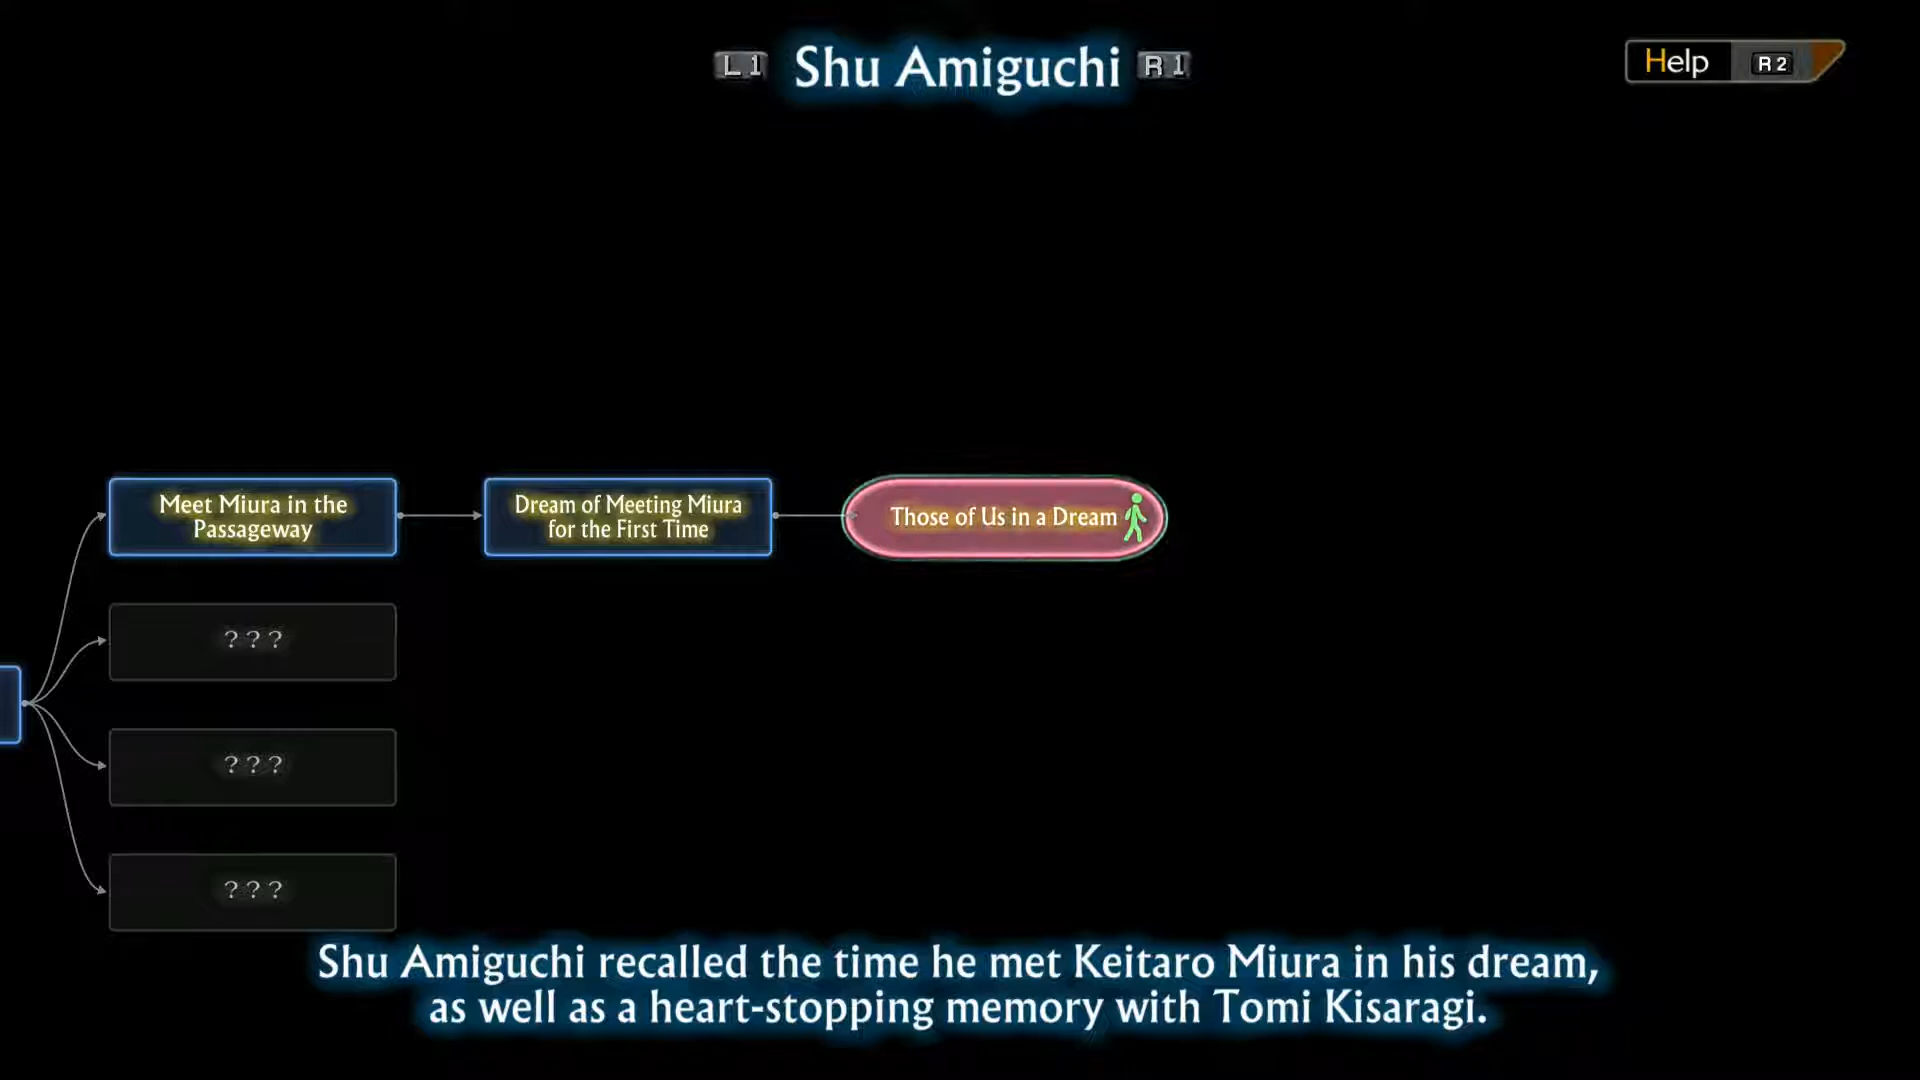 L1 Shu Amiguchi R1
Help R2
Meet Miura in the
Passageway
Dream of Meeting Miura
for the First Time
Those of Us in a Dream
???
???
???
Shu Amiguchi recalled the time he met Keitaro Miura in his dream,
as well as a heart-stopping memory with Tomi Kisaragi.